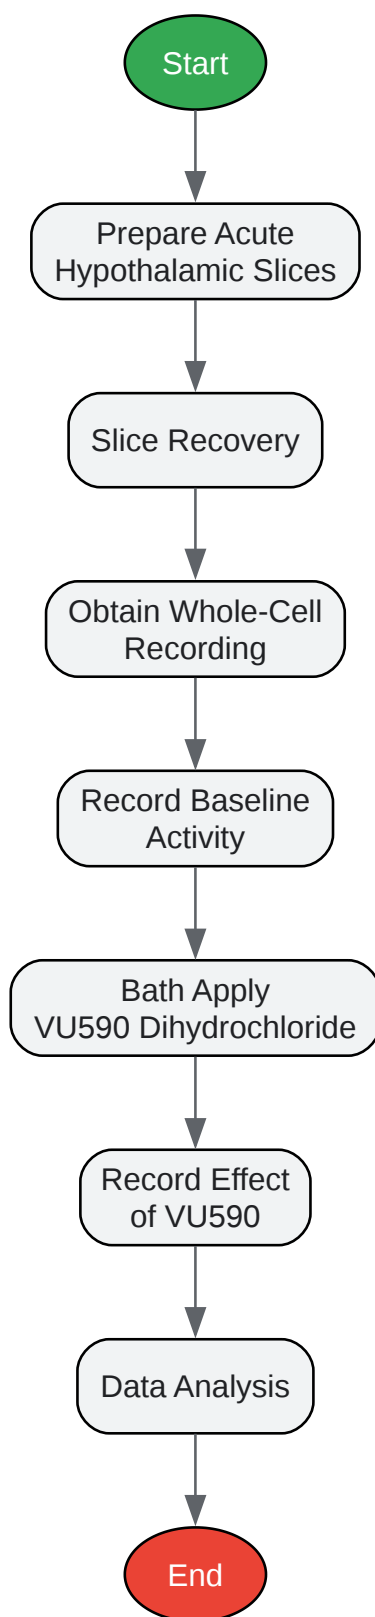 Start
Prepare Acute
Hypothalamic Slices
Slice Recovery
Obtain Whole-Cell
Recording
Record Baseline
Activity
Bath Apply
VU590 Dihydrochloride
Record Effect
of VU590
Data Analysis
End